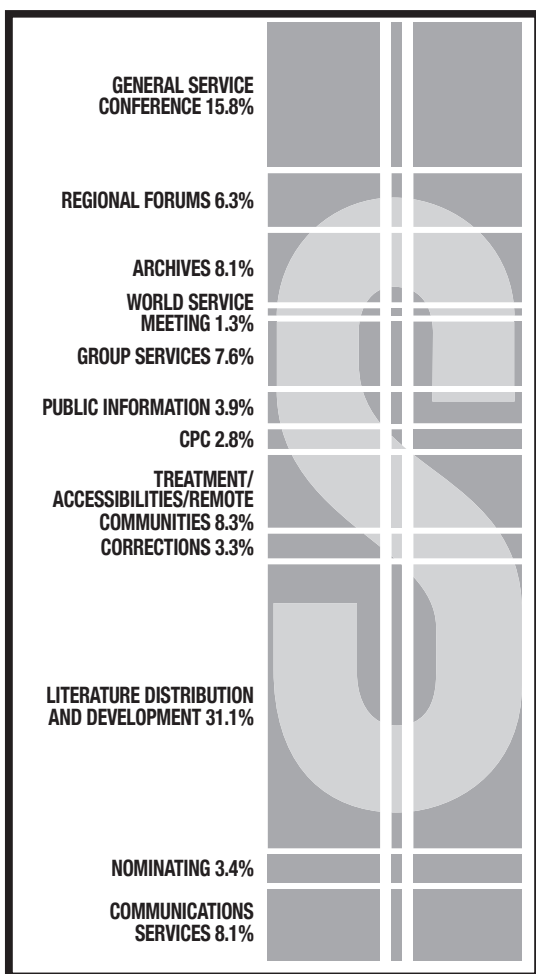 GENERAL SERVICE
CONFERENCE 15.8%
REGIONAL FORUMS 6.3%
ARCHIVES 8.1%
WORLD SERVICE
MEETING 1.3%
GROUP SERVICES 7.6%
PUBLIC INFORMATION 3.9%
CPC 2.8%
TREATMENT/
ACCESSIBILITIES/REMOTE
COMMUNITIES 8.3%
CORRECTIONS 3.3%
LITERATURE DISTRIBUTION
AND DEVELOPMENT 31.1%
NOMINATING 3.4%
COMMUNICATIONS
SERVICES 8.1%